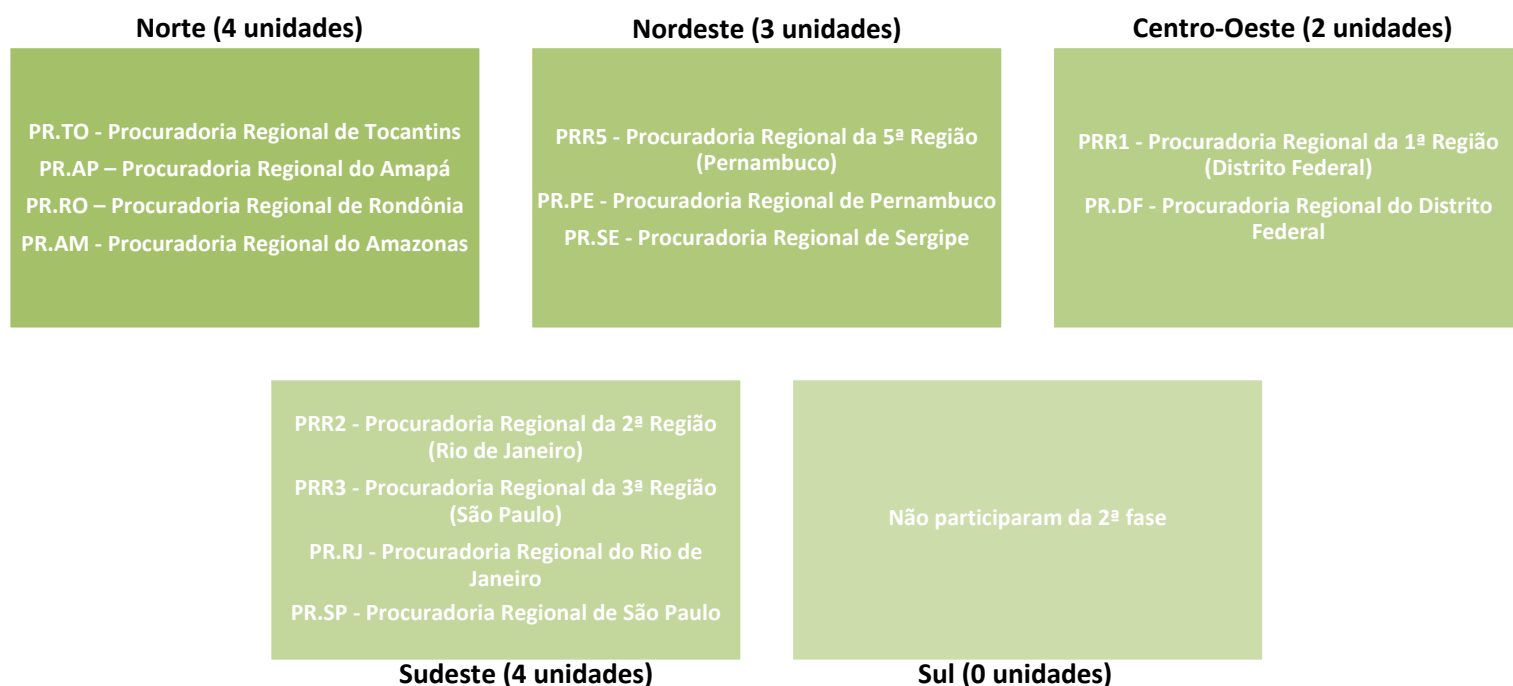 Norte (4 unidades)
PR.TO - Procuradoria Regional de Tocantins
PR.AP – Procuradoria Regional do Amapá
PR.RO – Procuradoria Regional de Rondônia
PR.AM - Procuradoria Regional do Amazonas
Nordeste (3 unidades)
PRR5 - Procuradoria Regional da 5ª Região
(Pernambuco)
PR.PE - Procuradoria Regional de Pernambuco
PR.SE - Procuradoria Regional de Sergipe
Centro-Oeste (2 unidades)
PRR1 - Procuradoria Regional da 1ª Região
(Distrito Federal)
PR.DF - Procuradoria Regional do Distrito
Federal
PRR2 - Procuradoria Regional da 2ª Região
(Rio de Janeiro)
PRR3 - Procuradoria Regional da 3ª Região
(São Paulo)
PR.RJ - Procuradoria Regional do Rio de
Janeiro
PR.SP - Procuradoria Regional de São Paulo
Sudeste (4 unidades)
Não participaram da 2ª fase
Sul (0 unidades)